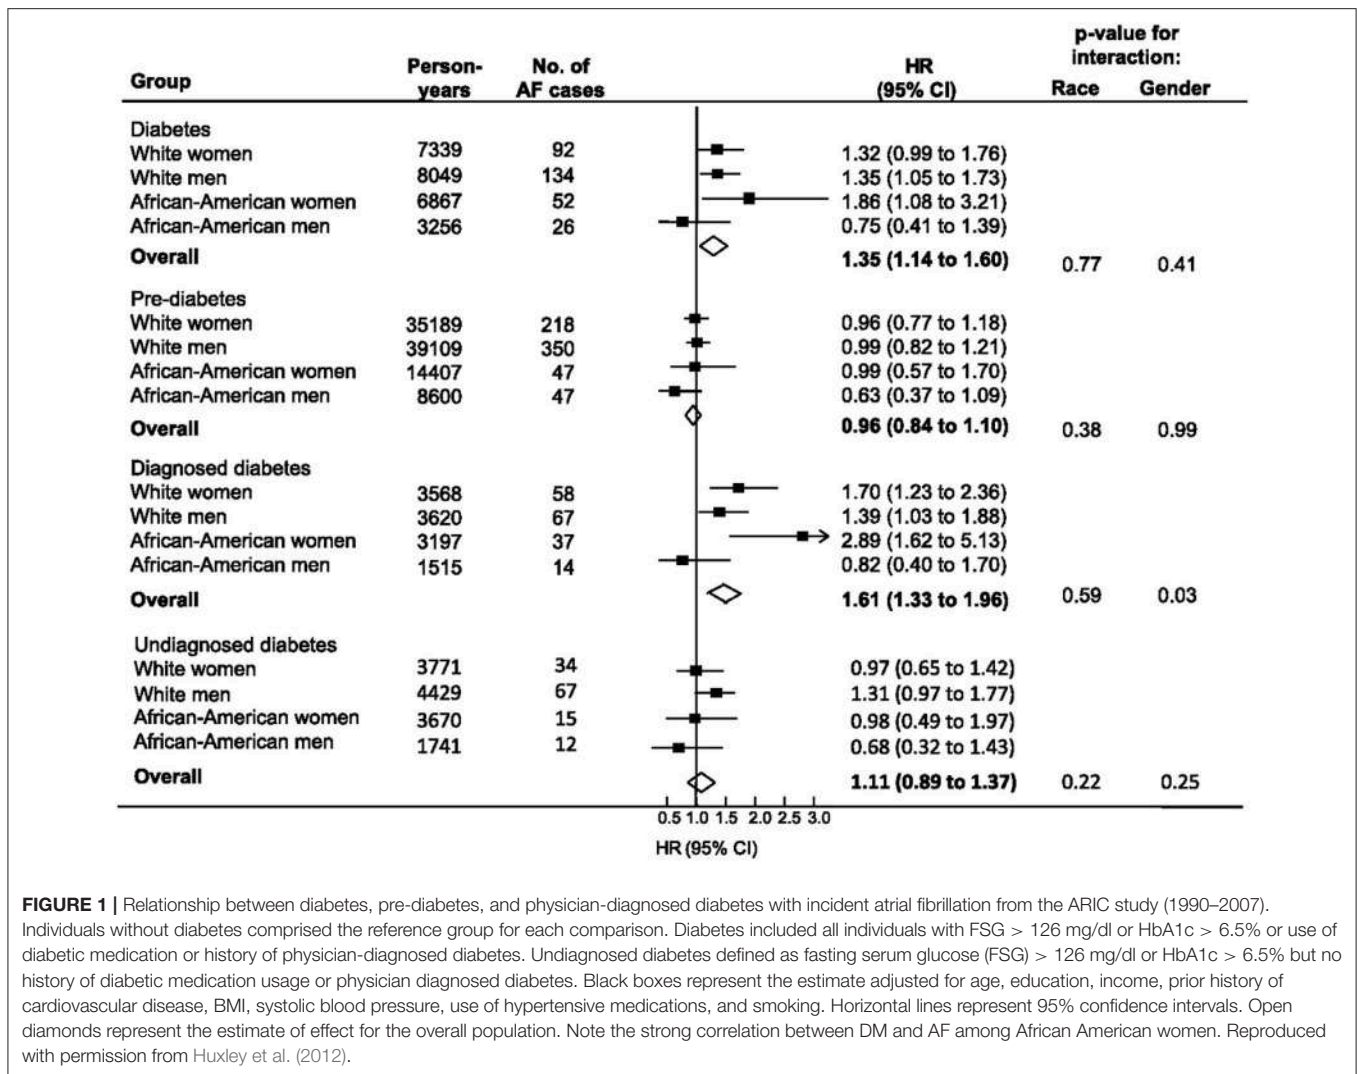 p-value for
interaction:
Group Person-years No. of AF cases HR (95% CI) Race Gender
Diabetes
White women 7339 92 1.32 (0.99 to 1.76)
White men 8049 134 1.35 (1.05 to 1.73)
African-American women 6867 52 1.86 (1.08 to 3.21)
African-American men 3256 26 0.75 (0.41 to 1.39)
Overall 1.35 (1.14 to 1.60) 0.77 0.41
Pre-diabetes
White women 35189 218 0.96 (0.77 to 1.18)
White men 39109 350 0.99 (0.82 to 1.21)
African-American women 14407 47 0.99 (0.57 to 1.70)
African-American men 8600 47 0.63 (0.37 to 1.09)
Overall 0.96 (0.84 to 1.10) 0.38 0.99
Diagnosed diabetes
White women 3568 58 1.70 (1.23 to 2.36)
White men 3620 67 1.39 (1.03 to 1.88)
African-American women 3197 37 2.89 (1.62 to 5.13)
African-American men 1515 14 0.82 (0.40 to 1.70)
Overall 1.61 (1.33 to 1.96) 0.59 0.03
Undiagnosed diabetes
White women 3771 34 0.97 (0.65 to 1.42)
White men 4429 67 1.31 (0.97 to 1.77)
African-American women 3670 15 0.98 (0.49 to 1.97)
African-American men 1741 12 0.68 (0.32 to 1.43)
Overall 1.11 (0.89 to 1.37) 0.22 0.25
0.5 1.0 1.5 2.0 2.5 3.0
HR (95% CI)
FIGURE 1 | Relationship between diabetes, pre-diabetes, and physician-diagnosed diabetes with incident atrial fibrillation from the ARIC study (1990–2007).
Individuals without diabetes comprised the reference group for each comparison. Diabetes included all individuals with FSG > 126 mg/dl or HbA1c > 6.5% or use of
diabetic medication or history of physician-diagnosed diabetes. Undiagnosed diabetes defined as fasting serum glucose (FSG) > 126 mg/dl or HbA1c > 6.5% but no
history of diabetic medication usage or physician diagnosed diabetes. Black boxes represent the estimate adjusted for age, education, income, prior history of
cardiovascular disease, BMI, systolic blood pressure, use of hypertensive medications, and smoking. Horizontal lines represent 95% confidence intervals. Open
diamonds represent the estimate of effect for the overall population. Note the strong correlation between DM and AF among African American women. Reproduced
with permission from Huxley et al. (2012).